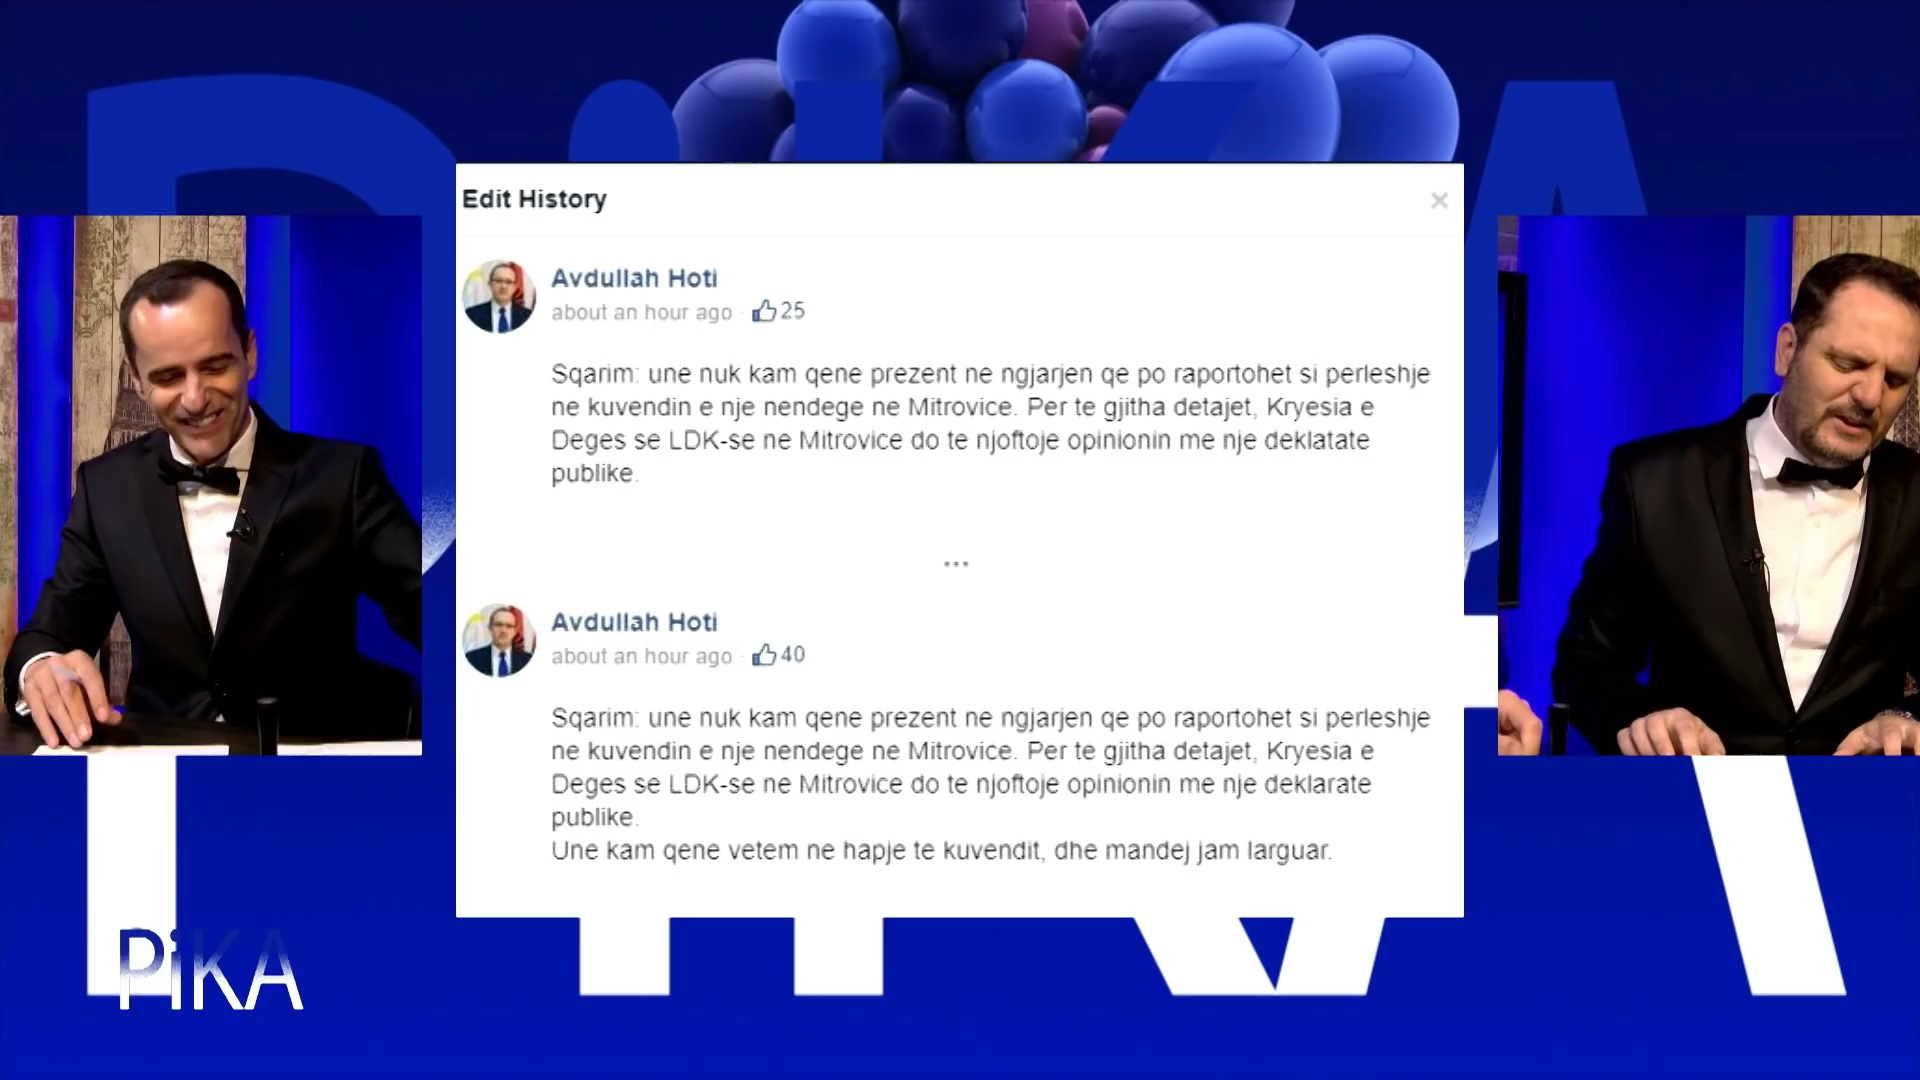 Edit History
Avdullah Hoti
about an hour ago · 25
Sqarim: une nuk kam qene prezent ne ngjarjen qe po raportohet si perleshje
ne kuvendin e nje nendege ne Mitrovice. Per te gjitha detajet, Kryesia e
Deges se LDK-se ne Mitrovice do te njoftoje opinionin me nje deklatate
publike.
...
Avdullah Hoti
about an hour ago · 40
Sqarim: une nuk kam qene prezent ne ngjarjen qe po raportohet si perleshje
ne kuvendin e nje nendege ne Mitrovice. Per te gjitha detajet, Kryesia e
Deges se LDK-se ne Mitrovice do te njoftoje opinionin me nje deklarate
publike.
Une kam qene vetem ne hapje te kuvendit, dhe mandej jam larguar.
PiKA